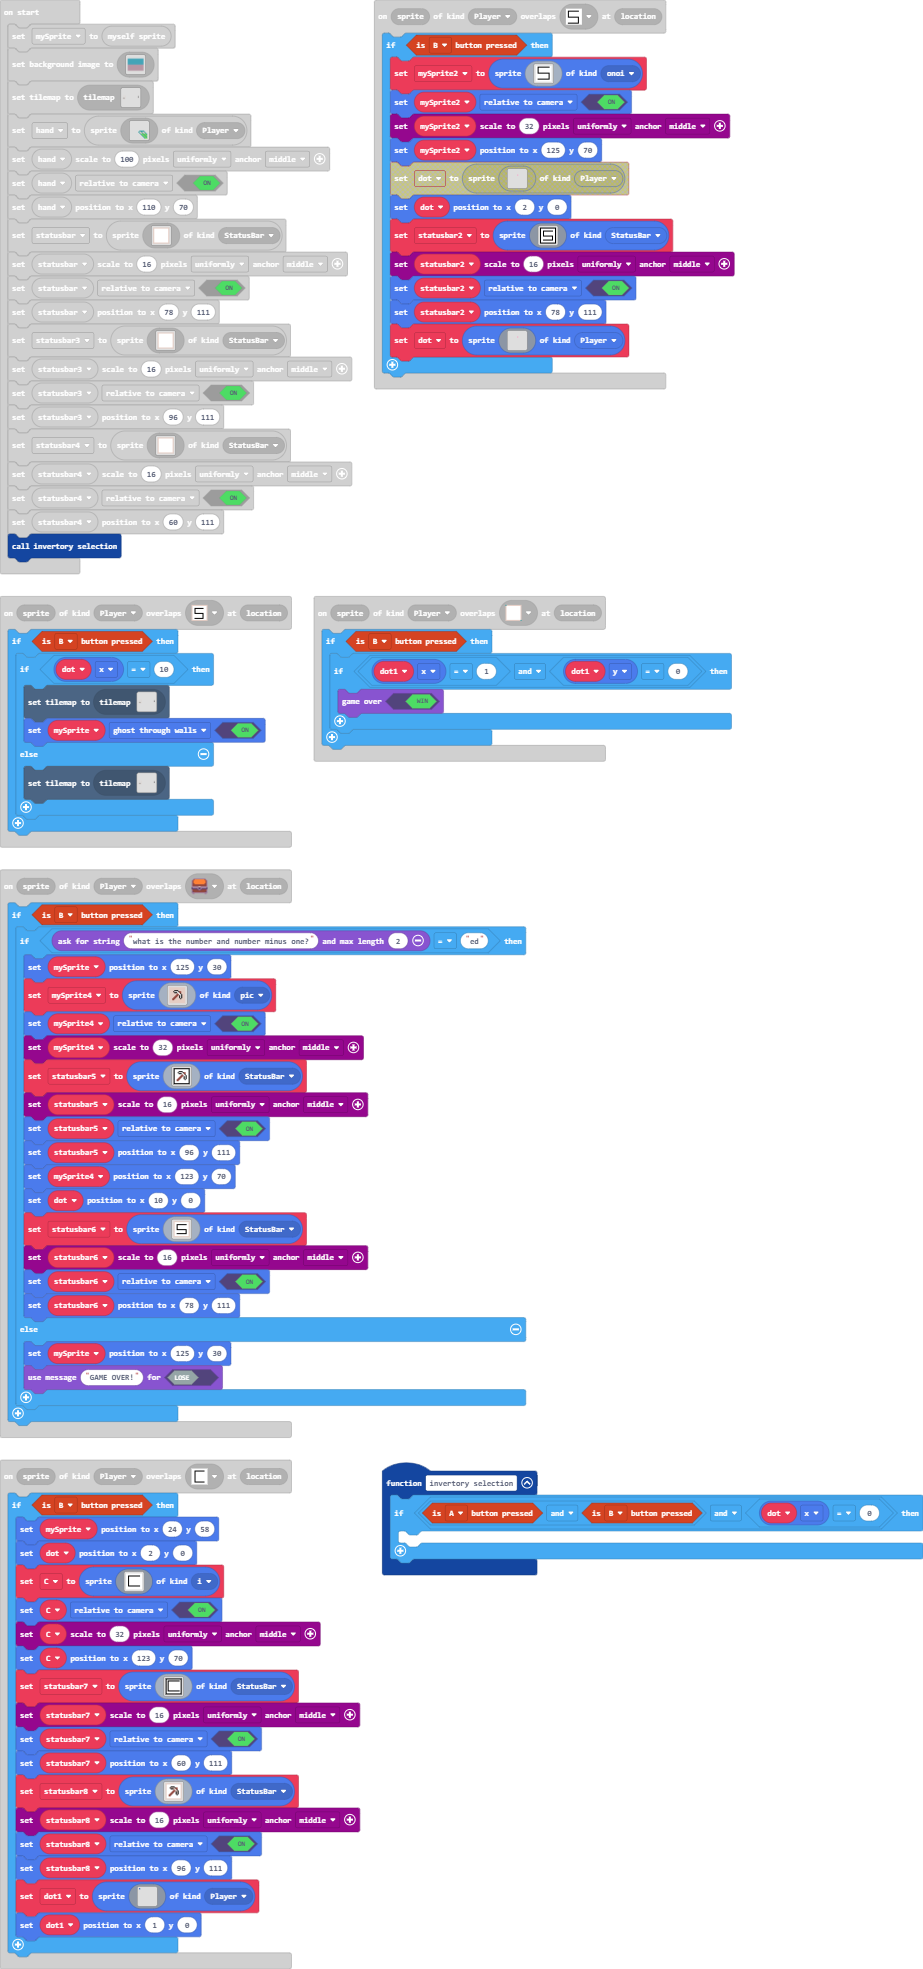 on start
set mySprite to myself sprite
set background image to
set tilemap to tilemap
set hand to sprite of kind Player
set hand scale to 100 pixels uniformly anchor middle
set hand relative to camera ON
set hand position to x 110 y 70
set statusbar to sprite of kind StatusBar
set statusbar scale to 16 pixels uniformly anchor middle
set statusbar relative to camera ON
set statusbar position to x 78 y 111
set statusbar3 to sprite of kind StatusBar
set statusbar3 scale to 16 pixels uniformly anchor middle
set statusbar3 relative to camera ON
set statusbar3 position to x 96 y 111
set statusbar4 to sprite of kind StatusBar
set statusbar4 scale to 16 pixels uniformly anchor middle
set statusbar4 relative to camera ON
set statusbar4 position to x 60 y 111
call invertory selection
on sprite of kind Player overlaps at location
if is B button pressed then
set mySprite2 to sprite of kind onoi
set mySprite2 relative to camera ON
set mySprite2 scale to 32 pixels uniformly anchor middle
set mySprite2 position to x 125 y 70
set dot to sprite of kind Player
set dot position to x 2 y 0
set statusbar2 to sprite of kind StatusBar
set statusbar2 scale to 16 pixels uniformly anchor middle
set statusbar2 relative to camera ON
set statusbar2 position to x 78 y 111
set dot to sprite of kind Player
on sprite of kind Player overlaps at location
if is B button pressed then
if dot x = 10 then
set tilemap to tilemap
set mySprite ghost through walls ON
else
set tilemap to tilemap
on sprite of kind Player overlaps at location
if is B button pressed then
if dot1 x = 1 and dot1 y = 0 then
game over WIN
on sprite of kind Player overlaps at location
if is B button pressed then
if ask for string "what is the number and number minus one?" and max length 2 = "ed" then
set mySprite position to x 125 y 30
set mySprite4 to sprite of kind pic
set mySprite4 relative to camera ON
set mySprite4 scale to 32 pixels uniformly anchor middle
set statusbar5 to sprite of kind StatusBar
set statusbar5 scale to 16 pixels uniformly anchor middle
set statusbar5 relative to camera ON
set statusbar5 position to x 96 y 111
set mySprite4 position to x 123 y 70
set dot position to x 10 y 0
set statusbar6 to sprite of kind StatusBar
set statusbar6 scale to 16 pixels uniformly anchor middle
set statusbar6 relative to camera ON
set statusbar6 position to x 78 y 111
else
set mySprite position to x 125 y 30
use message "GAME OVER!" for LOSE
on sprite of kind Player overlaps at location
if is B button pressed then
set mySprite position to x 24 y 58
set dot position to x 2 y 0
set C to sprite of kind i
set C relative to camera ON
set C scale to 32 pixels uniformly anchor middle
set C position to x 123 y 70
set statusbar7 to sprite of kind StatusBar
set statusbar7 scale to 16 pixels uniformly anchor middle
set statusbar7 relative to camera ON
set statusbar7 position to x 60 y 111
set statusbar8 to sprite of kind StatusBar
set statusbar8 scale to 16 pixels uniformly anchor middle
set statusbar8 relative to camera ON
set statusbar8 position to x 96 y 111
set dot1 to sprite of kind Player
set dot1 position to x 1 y 0
function invertory selection
if is A button pressed and is B button pressed and dot x = 0 then